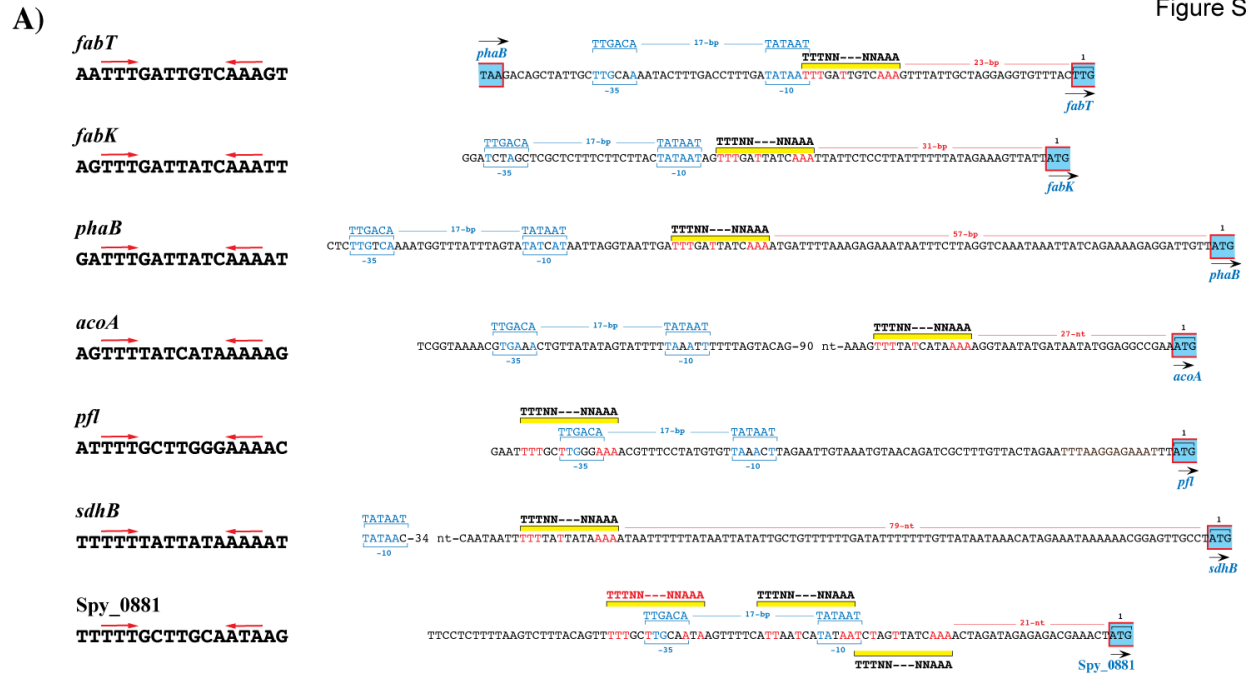 Figure S
A)
fabT
AATTTGATTGTCAAAGT
phaB
TTGACA 17-bp TATAAT
TTTNN---NNAAA
23-bp
1
TAAGACAGCTATTGCTTGCAAAATACTTTGACCTTTGATATAATTTGATTGTCAAAGTTTATTGCTAGGAGGTGTTTACTTG
-35 -10
fabT
fabK
AGTTTGATTATCAAATT
TTGACA 17-bp TATAAT
TTTNN---NNAAA
31-bp
1
GGATCTAGCTCGCTCTTTCTTCTTACTATAATAGTTTGATTATCAAATTATTCTCCTTATTTTTTATAGAAAGTTATTATG
-35 -10
fabK
phaB
GATTTGATTATCAAAAT
TTGACA 17-bp TATAAT
TTTNN---NNAAA
57-bp
1
CTCTTGTCAAAATGGTTTATTTAGTATATCATAATTAGGTAATTGATTTGATTATCAAAATGATTTTAAAGAGAAATAATTTCTTAGGTCAAATAAATTATCAGAAAAGAGGATTGTTATG
-35 -10
phaB
acoA
AGTTTTATCATAAAAAG
TTGACA 17-bp TATAAT
TTTNN---NNAAA
27-nt
1
TCGGTAAAACGTGAAACTGTTATATAGTATTTTTAAATTTTTTAGTACAG-90 nt-AAAGTTTTATCATAAAAAGGTAATATGATAATATGGAGGCCGAAATG
-35 -10
acoA
pfl
ATTTTGCTTGGGAAAAC
TTTNN---NNAAA
TTGACA 17-bp TATAAT
1
GAATTTTGCTTGGGAAAACGTTTCCTATGTGTTAAACTTAGAATTGTAAATGTAACAGATCGCTTTGTTACTAGAATTTAAGGAGAAATTTATG
-35 -10
pfl
sdhB
TTTTTTATTATAAAAAT
TATAAT
TTTNN---NNAAA
79-nt
1
TATAAC-34 nt-CAATAATTTTTTATTATAAAAATAATTTTTTATAATTATATTGCTGTTTTTTGATATTTTTTTGTTATAATAAACATAGAAATAAAAAACGGAGTTGCCTATG
-10
sdhB
Spy_0881
TTTTTGCTTGCAATAAG
TTTNN---NNAAA TTTNN---NNAAA
TTGACA 17-bp TATAAT
21-nt
1
TTCCTCTTTTAAGTCTTTACAGTTTTTGCTTGCAATAAGTTTTCATTAATCATATAATCTAGTTATCAAAACTAGATAGAGAGACGAAACTATG
-35 -10
TTTNN---NNAAA
Spy_0881